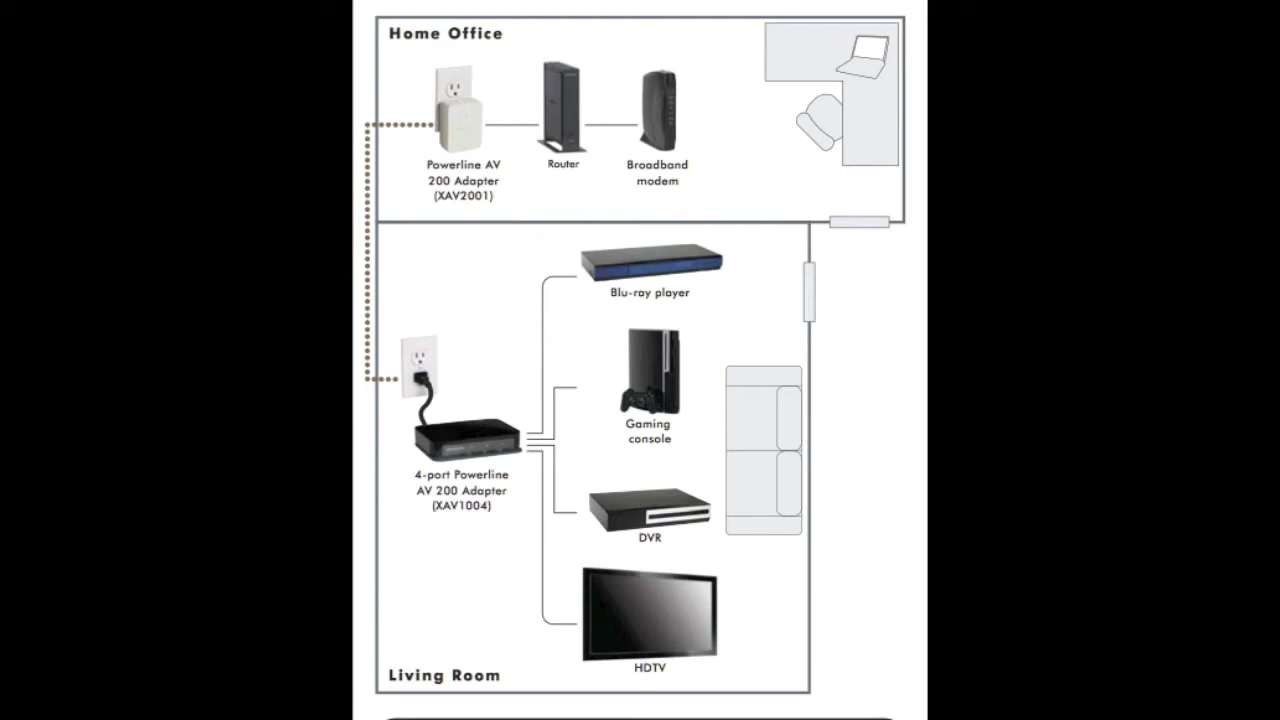 Home Office
Powerline AV
200 Adapter
(XAV2001)
Router
Broadband
modem
Blu-ray player
Gaming
console
4-port Powerline
AV 200 Adapter
(XAV1004)
DVR
HDTV
Living Room